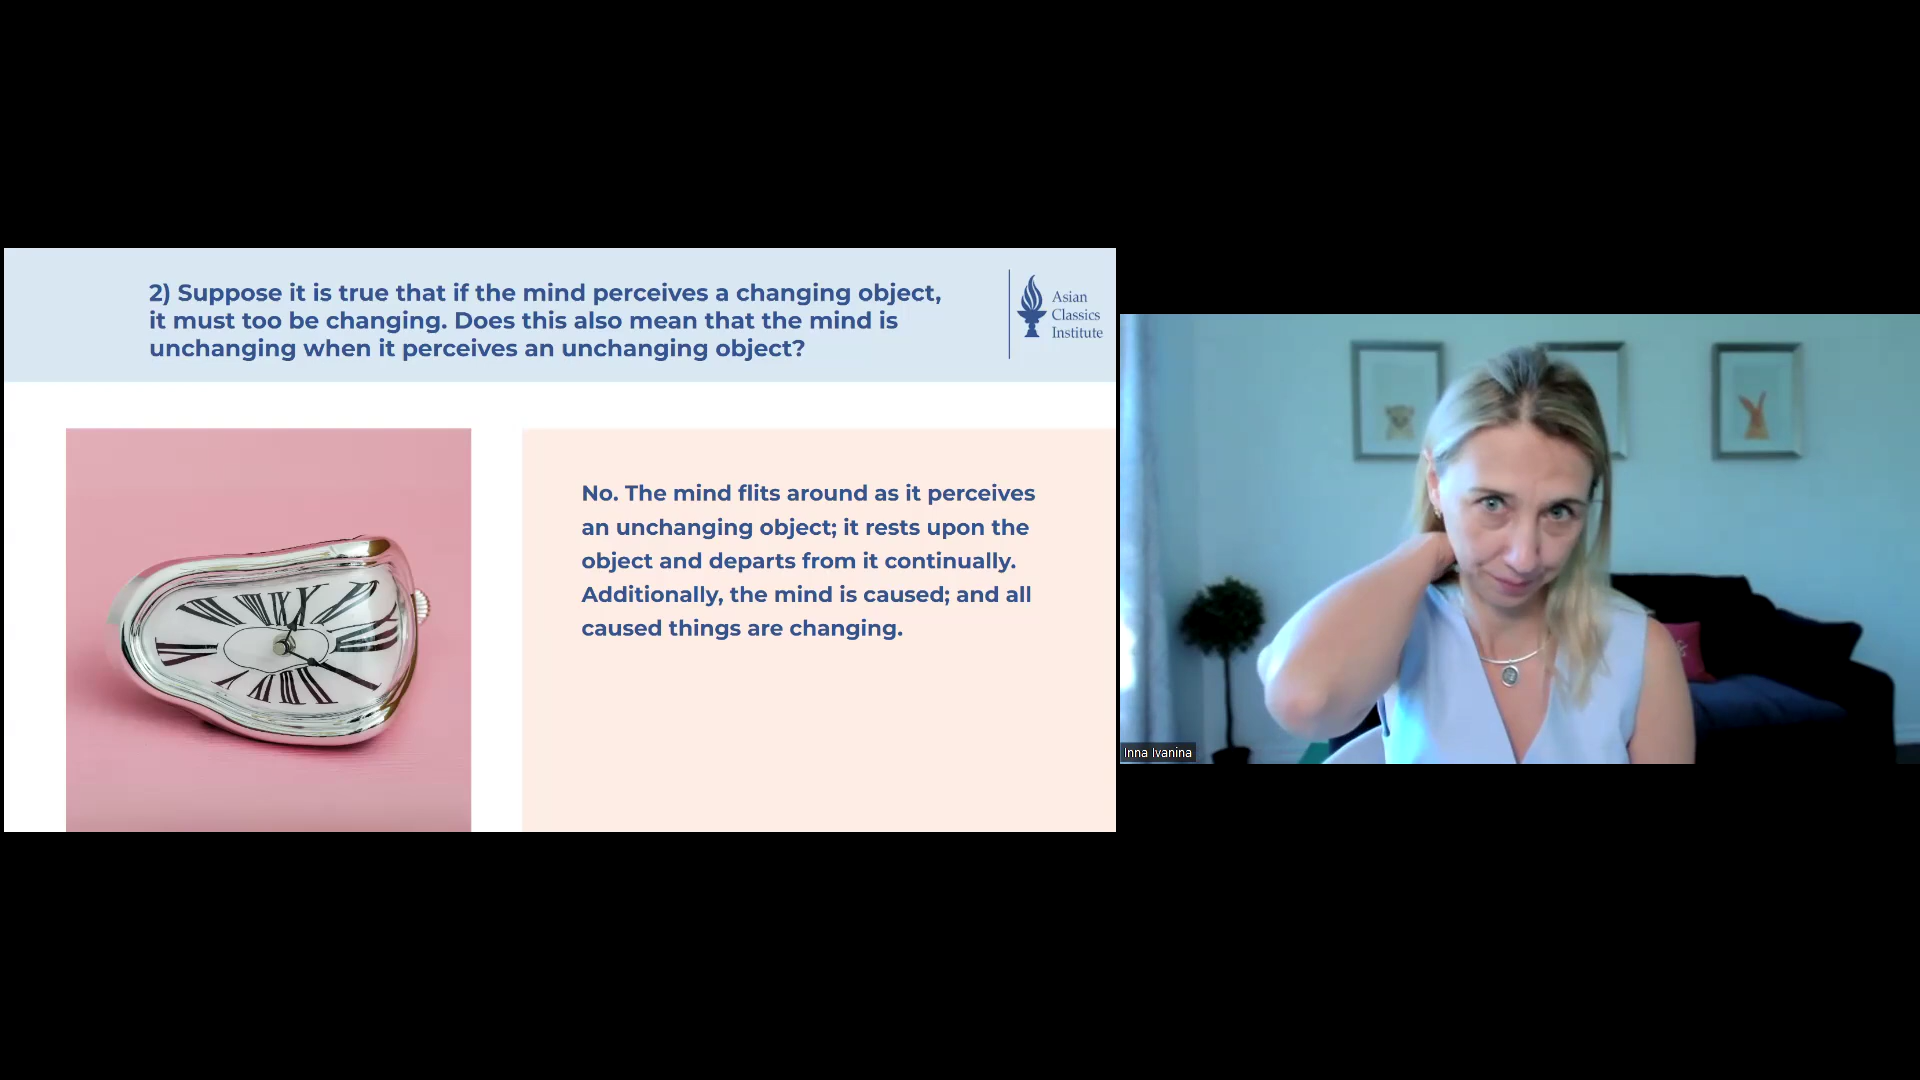 2) Suppose it is true that if the mind perceives a changing object,
it must too be changing. Does this also mean that the mind is
unchanging when it perceives an unchanging object?
Asian
Classics
Institute
No. The mind flits around as it perceives
an unchanging object; it rests upon the
object and departs from it continually.
Additionally, the mind is caused; and all
caused things are changing.
Inna Ivanina